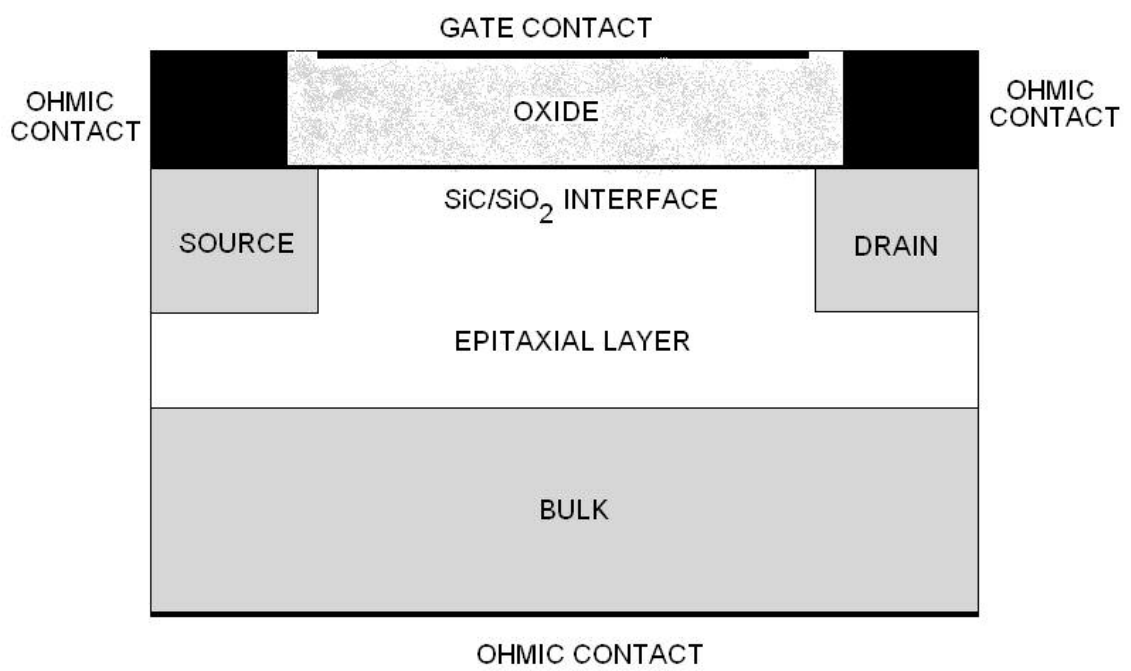 GATE CONTACT
OHMIC
CONTACT
OXIDE
OHMIC
CONTACT
SiC/SiO2 INTERFACE
SOURCE
DRAIN
EPITAXIAL LAYER
BULK
OHMIC CONTACT